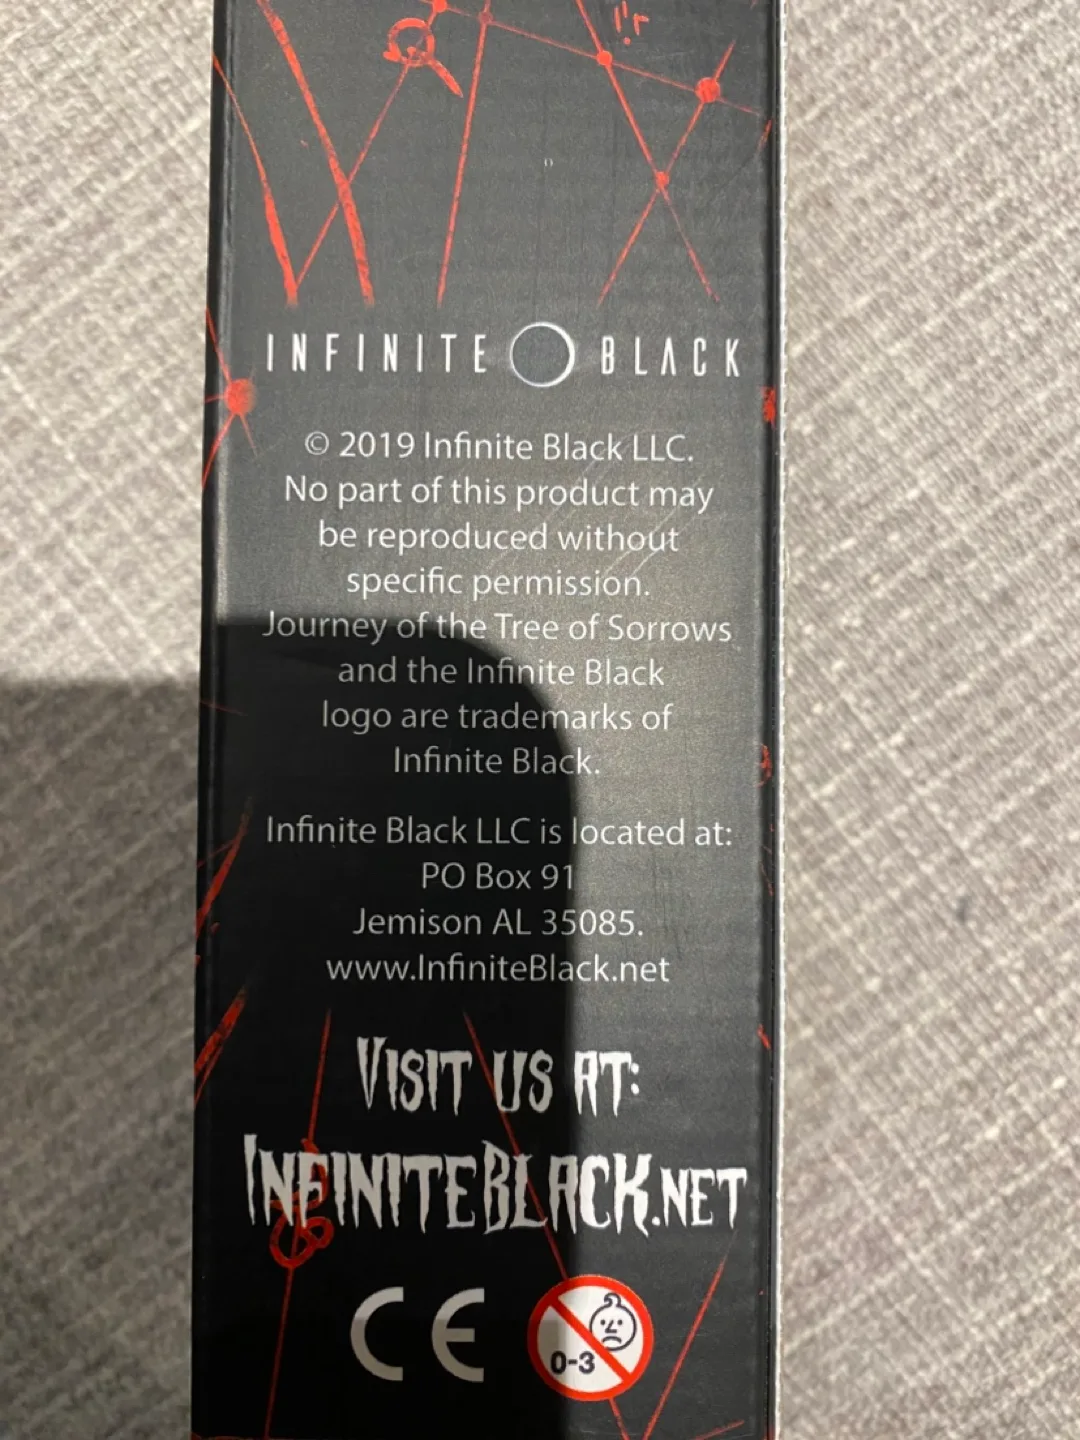 INFINITE BLACK
© 2019 Infinite Black LLC.
No part of this product may
be reproduced without
specific permission.
Journey of the Tree of Sorrows
and the Infinite Black
logo are trademarks of
Infinite Black.
Infinite Black LLC is located at:
PO Box 91
Jemison AL 35085.
www.InfiniteBlack.net
VISIT US AT:
INFINITEBLACK.NET
CE
0-3